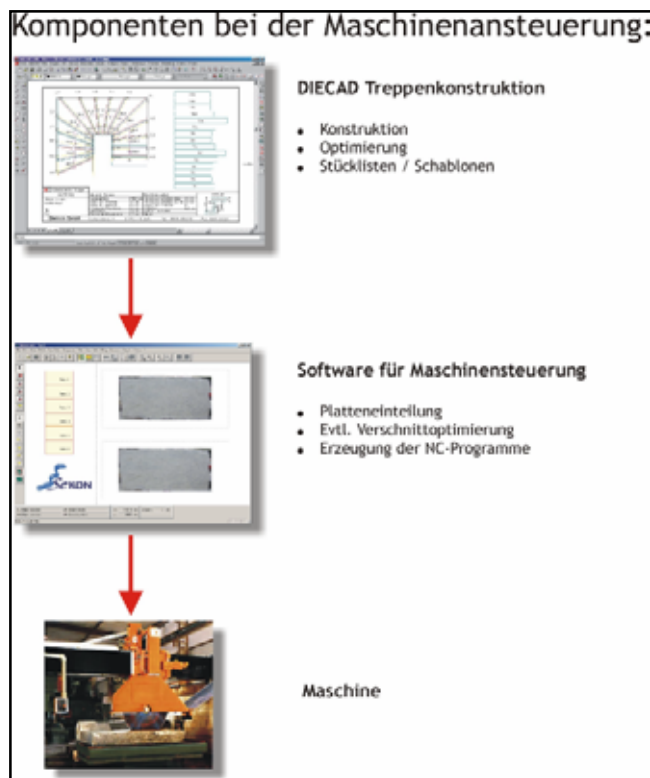 Komponenten bei der Maschinenansteuerung:
DIECAD Treppenkonstruktion
• Konstruktion
• Optimierung
• Stücklisten / Schablonen
Software für Maschinensteuerung
• Platteneinteilung
• Evtl. Verschnittoptimierung
• Erzeugung der NC-Programme
Maschine